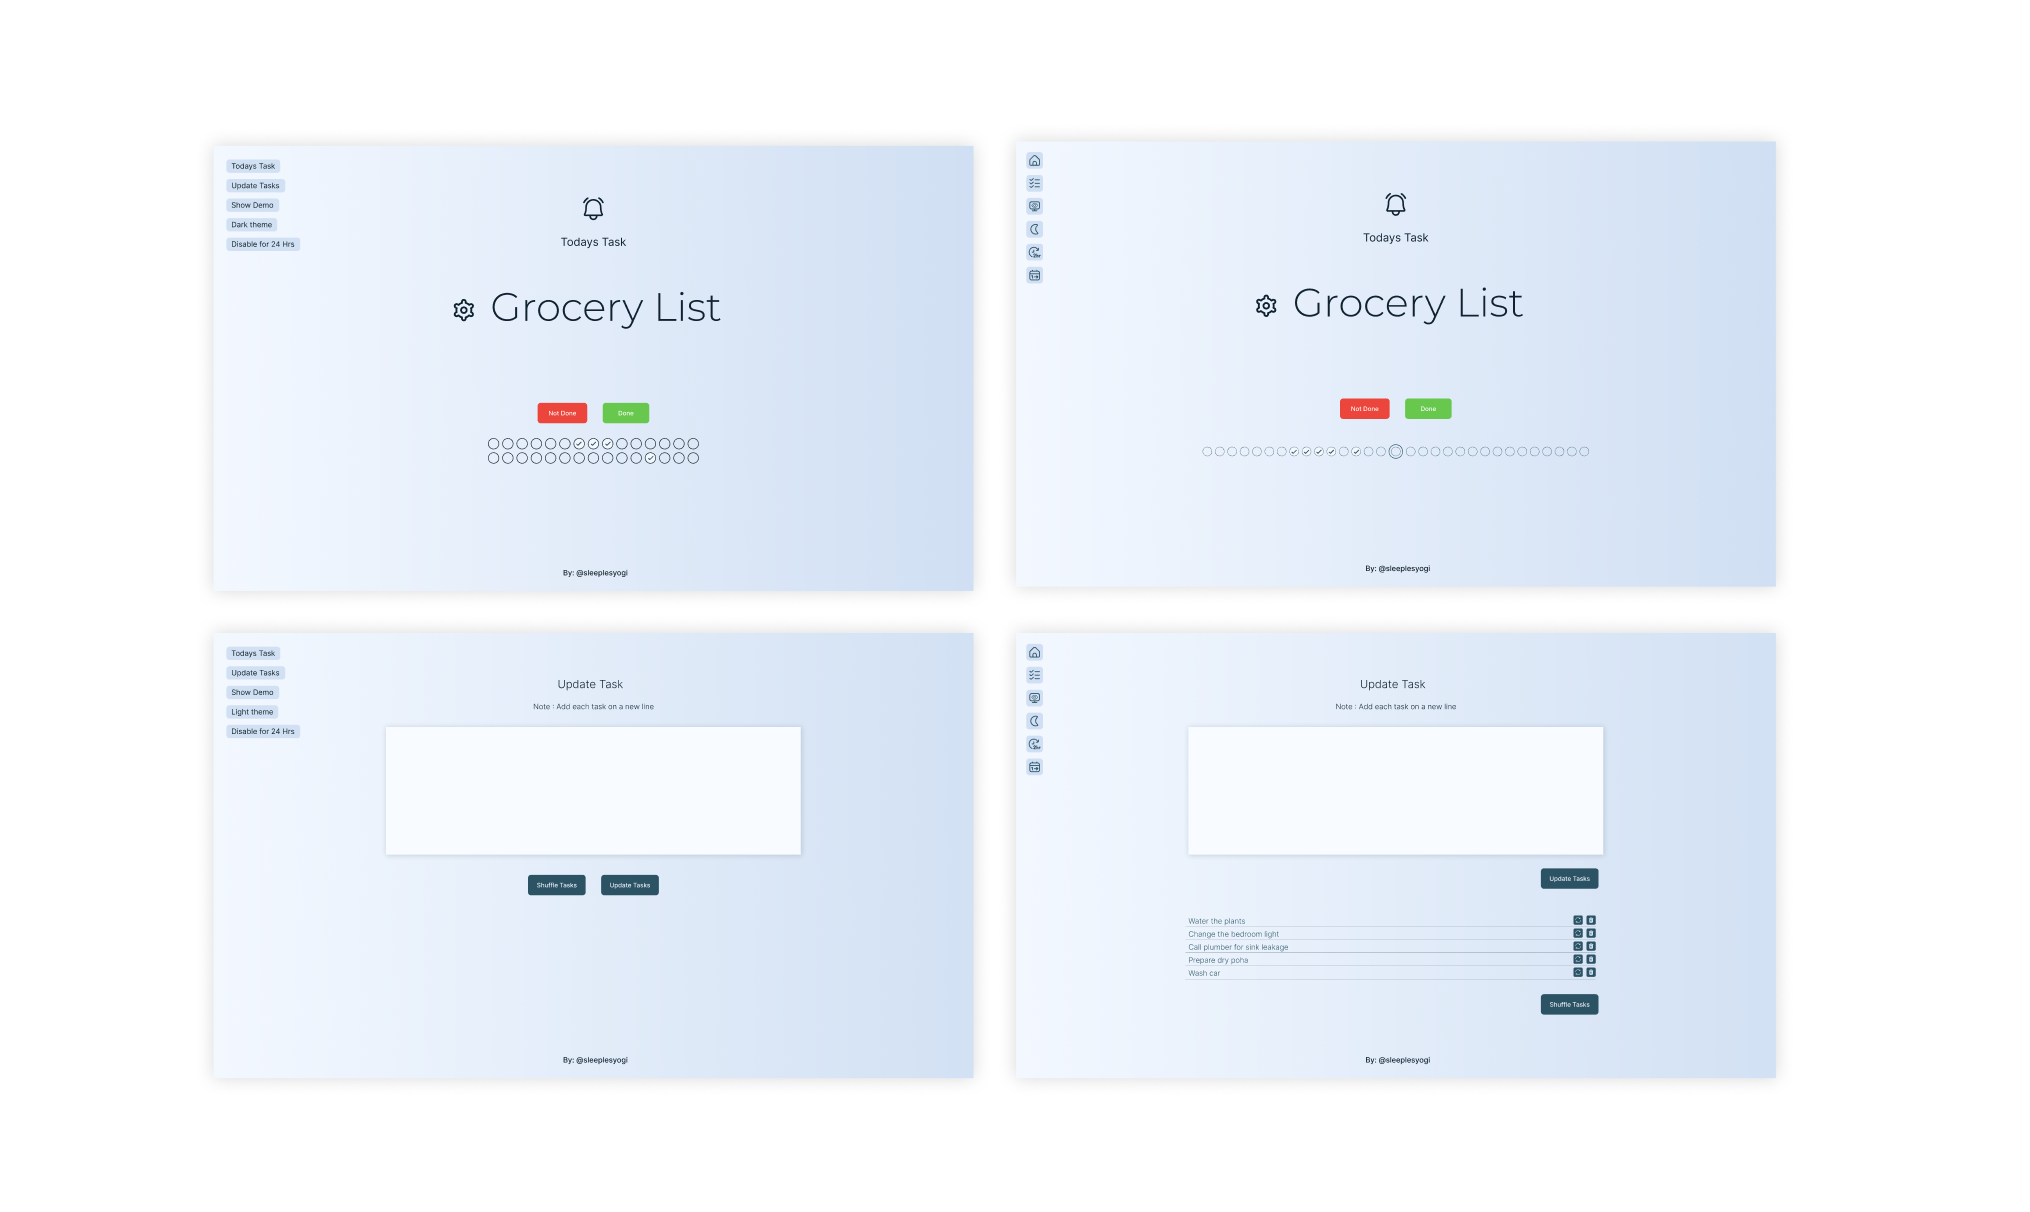 Todays Task
Update Tasks
Show Demo
Dark theme
Disable for 24 Hrs
Todays Task
Grocery List
Not Done
Done
By: @sleeplesyogi
Todays Task
Grocery List
Not Done
Done
By: @sleeplesyogi
Todays Task
Update Tasks
Show Demo
Light theme
Disable for 24 Hrs
Update Task
Note : Add each task on a new line
Shuffle Tasks
Update Tasks
By: @sleeplesyogi
Update Task
Note : Add each task on a new line
Update Tasks
Water the plants
Change the bedroom light
Call plumber for sink leakage
Prepare dry poha
Wash car
Shuffle Tasks
By: @sleeplesyogi